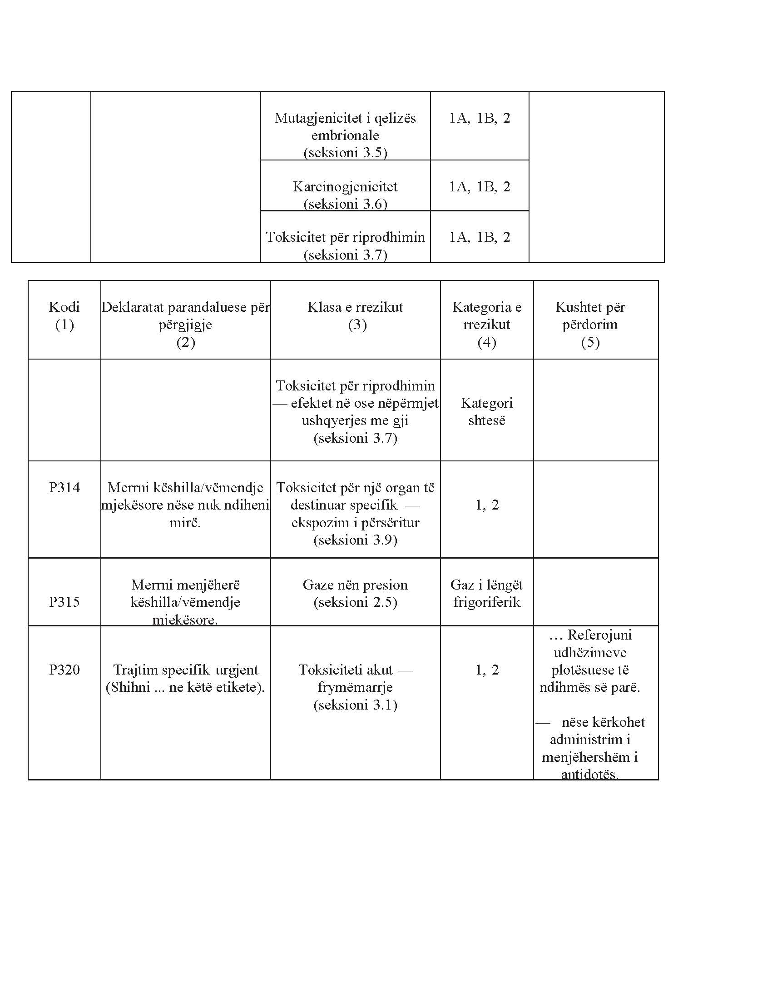 Mutagjenicitet i qelizës
embrionale
(seksioni 3.5)
1A, 1B, 2
Karcinogjenicitet
(seksioni 3.6)
1A, 1B, 2
Toksicitet për riprodhimin
(seksioni 3.7)
1A, 1B, 2
Kodi
(1)
Deklaratat parandaluese për
përgjigje
(2)
Klasa e rrezikut
(3)
Kategoria e
rrezikut
(4)
Kushtet për
përdorim
(5)
Toksicitet për riprodhimin
— efektet në ose nëpërmjet
ushqyerjes me gji
(seksioni 3.7)
Kategori
shtesë
P314
Merrni këshilla/vëmendje
mjekësore nëse nuk ndiheni
mirë.
Toksicitet për një organ të
destinuar specifik —
ekspozim i përsëritur
(seksioni 3.9)
1, 2
P315
Merrni menjëherë
këshilla/vëmendje
mjekësore.
Gaze nën presion
(seksioni 2.5)
Gaz i lëngët
frigoriferik
P320
Trajtim specifik urgjent
(Shihni ... ne këtë etikete).
Toksiciteti akut —
frymëmarrje
(seksioni 3.1)
1, 2
… Referojuni
udhëzimeve
plotësuese të
ndihmës së parë.
— nëse kërkohet
administrim i
menjëhershëm i
antidotës.